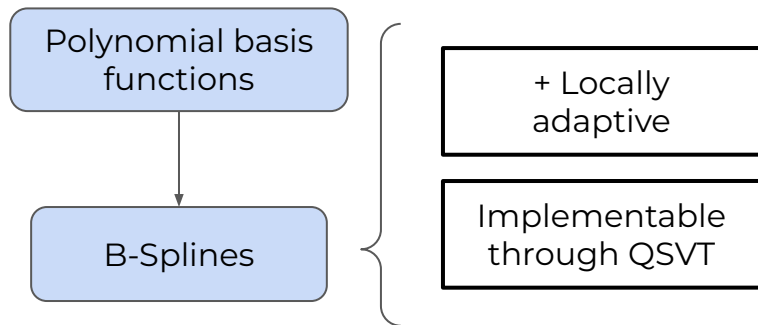 Polynomial basis
functions
B-Splines
+ Locally
adaptive
Implementable
through QSVT